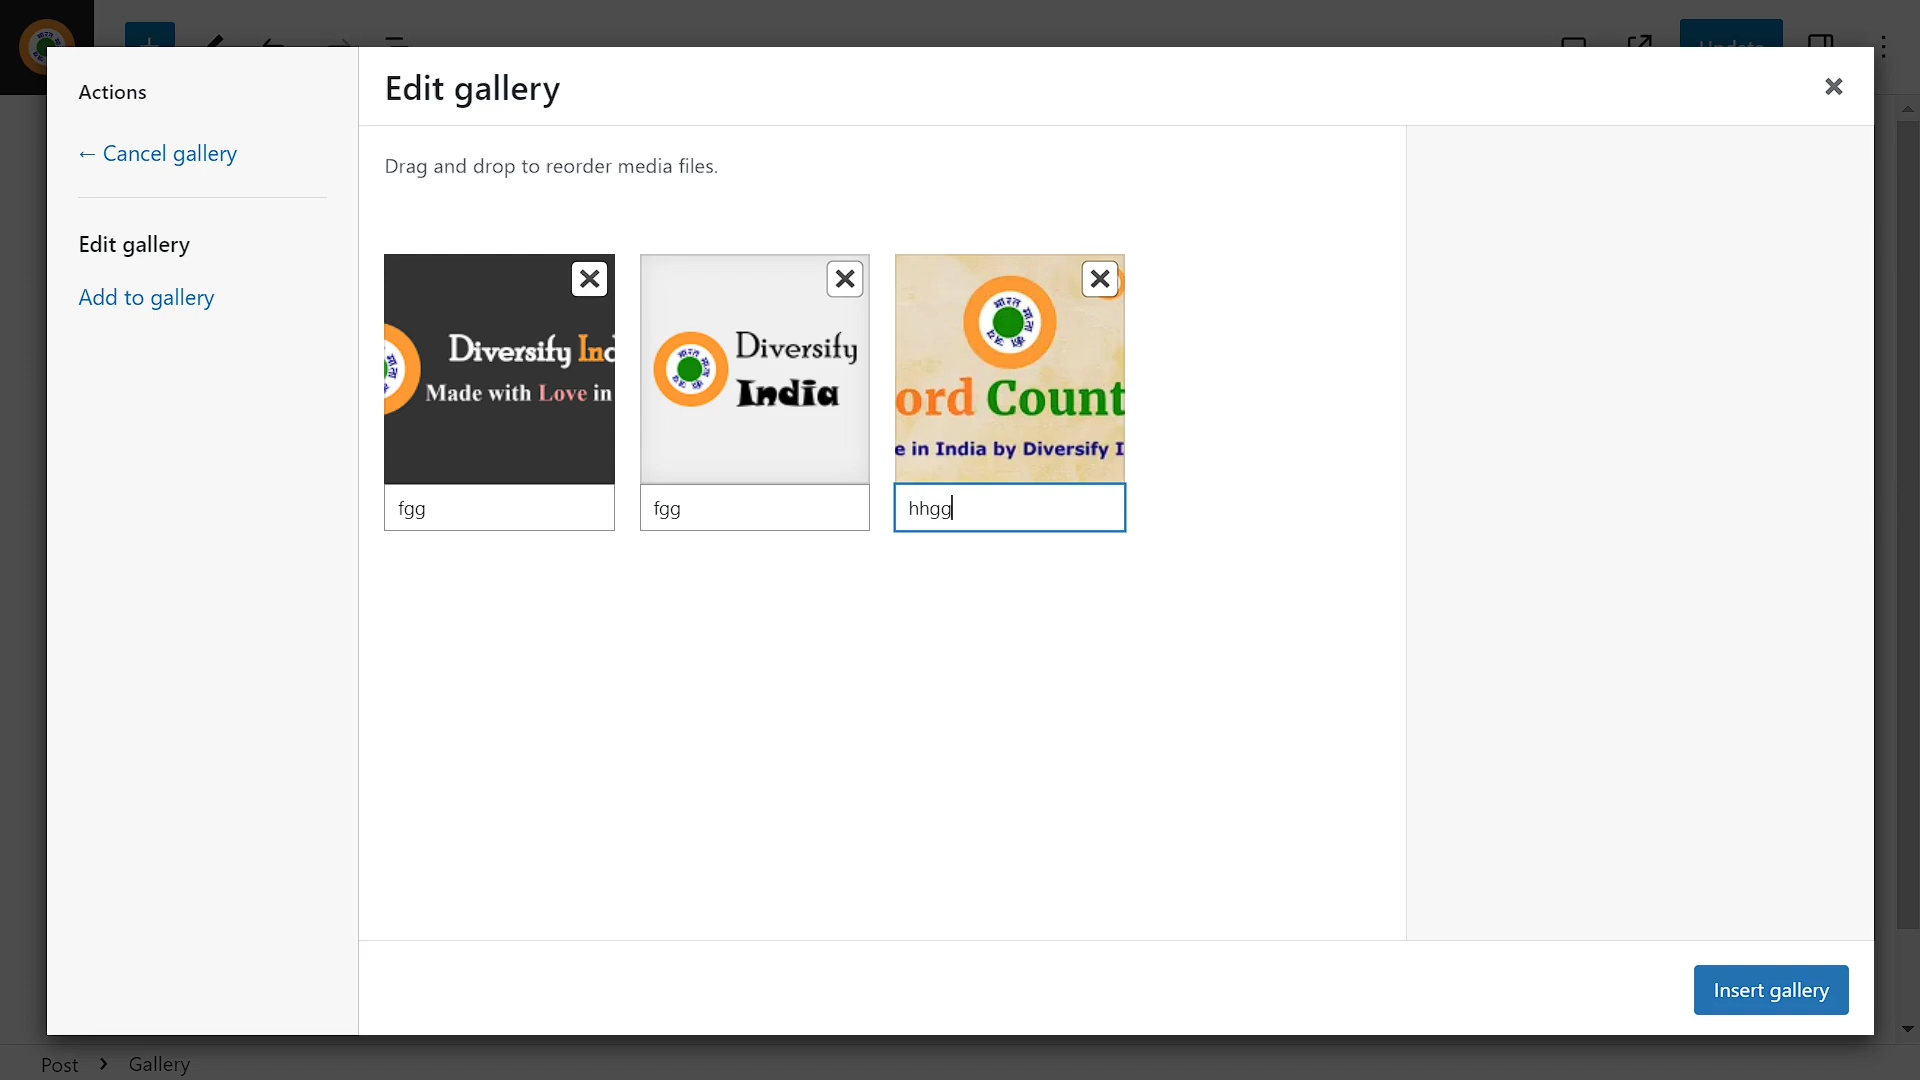 Update
Actions
← Cancel gallery
Edit gallery
Add to gallery
Edit gallery
Drag and drop to reorder media files.
Diversify Ind
Made with Love in
Diversify
India
ord Count
e in India by Diversify I
fgg
fgg
hhgg
Insert gallery
Post > Gallery